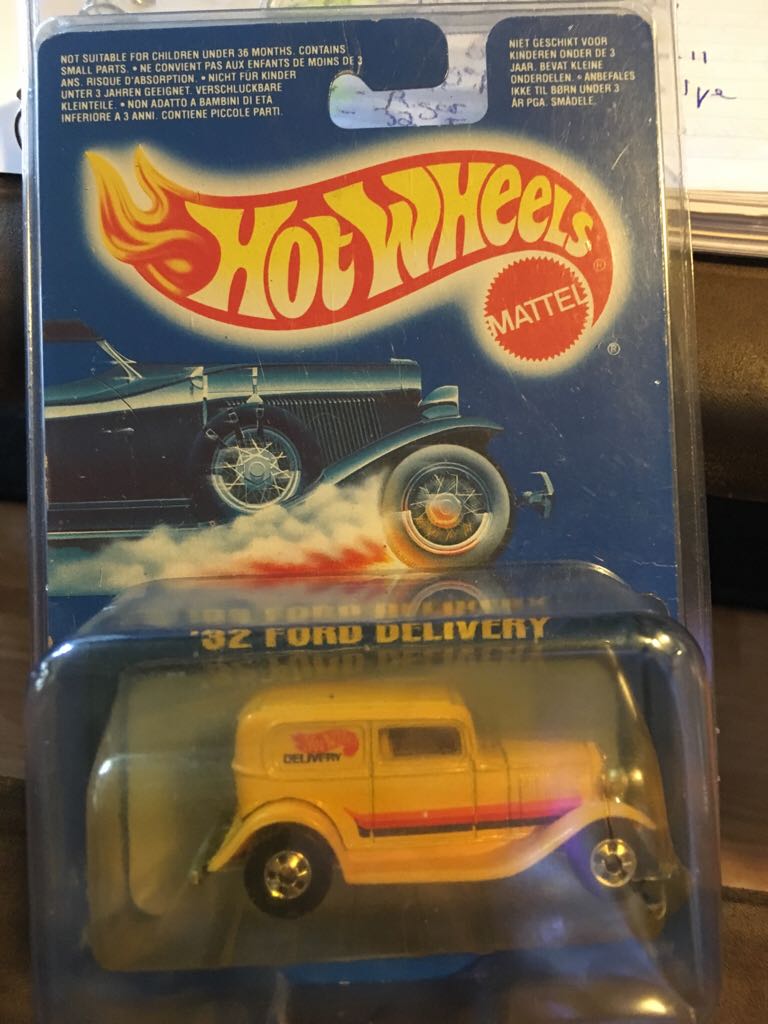 NOT SUITABLE FOR CHILDREN UNDER 36 MONTHS. CONTAINS
SMALL PARTS. • NE CONVIENT PAS AUX ENFANTS DE MOINS DE 3
ANS. RISQUE D'ABSORPTION. • NICHT FÜR KINDER
UNTER 3 JAHREN GEEIGNET. VERSCHLUCKBARE
KLEINTEILE. • NON ADATTO A BAMBINI DI ETÀ
INFERIORE A 3 ANNI. CONTIENE PICCOLE PARTI.
NIET GESCHIKT VOOR
KINDEREN ONDER DE 3
JAAR. BEVAT KLEINE
ONDERDELEN. • ANBEFALES
IKKE TIL BØRN UNDER 3
ÅR PGA. SMÅDELE.
HOT WHEELS ®
MATTEL ®
'32 FORD DELIVERY
DELIVERY